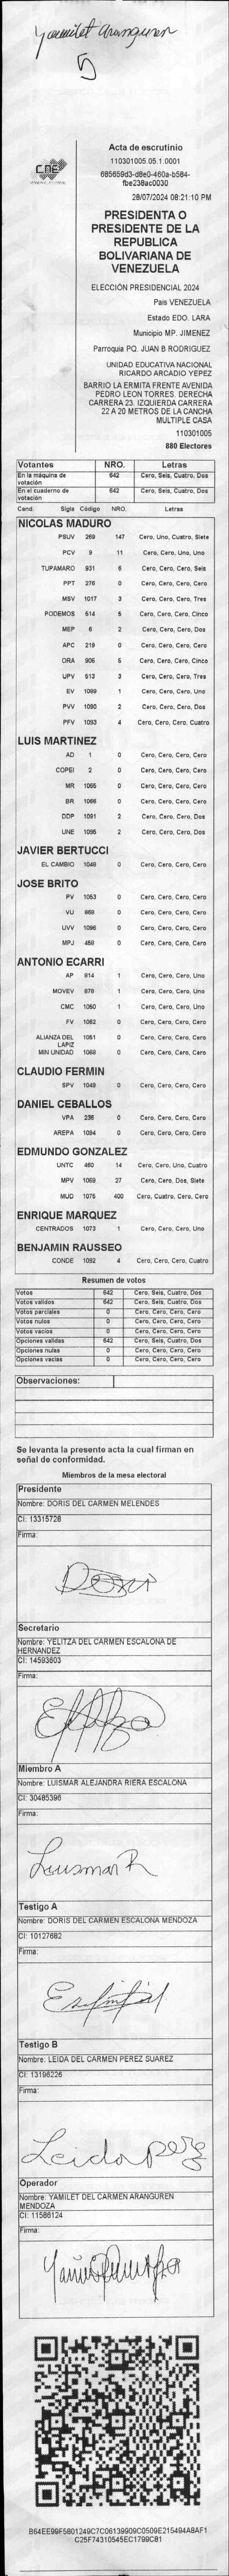 Yamilet Aranguren
5
CNE
Acta de escrutinio
110301005.05.1.0001
685659d3-d8e0-460a-b584-
fbe238ac0030
28/07/2024 08:21:10 PM
PRESIDENTA O
PRESIDENTE DE LA
REPUBLICA
BOLIVARIANA DE
VENEZUELA
ELECCIÓN PRESIDENCIAL 2024
Pais VENEZUELA
Estado EDO. LARA
Municipio MP. JIMENEZ
Parroquia PQ. JUAN B RODRIGUEZ
UNIDAD EDUCATIVA NACIONAL
RICARDO ARCADIO YEPEZ
BARRIO LA ERMITA FRENTE AVENIDA
PEDRO LEON TORRES. DERECHA
CARRERA 23. IZQUIERDA CARRERA
22 A 20 METROS DE LA CANCHA
MULTIPLE CASA
110301005
880 Electores
Votantes NRO. Letras
En la máquina de votación 642 Cero, Seis, Cuatro, Dos
En el cuaderno de votación 642 Cero, Seis, Cuatro, Dos
Cand. Sigla Código NRO. Letras
NICOLAS MADURO
PSUV 269 147 Cero, Uno, Cuatro, Siete
PCV 9 11 Cero, Cero, Uno, Uno
TUPAMARO 931 6 Cero, Cero, Cero, Seis
PPT 276 0 Cero, Cero, Cero, Cero
MSV 1017 3 Cero, Cero, Cero, Tres
PODEMOS 514 5 Cero, Cero, Cero, Cinco
MEP 6 2 Cero, Cero, Cero, Dos
APC 219 0 Cero, Cero, Cero, Cero
ORA 906 5 Cero, Cero, Cero, Cinco
UPV 513 3 Cero, Cero, Cero, Tres
EV 1089 1 Cero, Cero, Cero, Uno
PVV 1090 2 Cero, Cero, Cero, Dos
PFV 1093 4 Cero, Cero, Cero, Cuatro
LUIS MARTINEZ
AD 1 0 Cero, Cero, Cero, Cero
COPEI 2 0 Cero, Cero, Cero, Cero
MR 1065 0 Cero, Cero, Cero, Cero
BR 1066 0 Cero, Cero, Cero, Cero
DDP 1091 2 Cero, Cero, Cero, Dos
UNE 1095 2 Cero, Cero, Cero, Dos
JAVIER BERTUCCI
EL CAMBIO 1048 0 Cero, Cero, Cero, Cero
JOSE BRITO
PV 1053 0 Cero, Cero, Cero, Cero
VU 868 0 Cero, Cero, Cero, Cero
UVV 1096 0 Cero, Cero, Cero, Cero
MPJ 458 0 Cero, Cero, Cero, Cero
ANTONIO ECARRI
AP 814 1 Cero, Cero, Cero, Uno
MOVEV 878 1 Cero, Cero, Cero, Uno
CMC 1050 1 Cero, Cero, Cero, Uno
FV 1062 0 Cero, Cero, Cero, Cero
ALIANZA DEL LAPIZ 1061 0 Cero, Cero, Cero, Cero
MIN UNIDAD 1068 0 Cero, Cero, Cero, Cero
CLAUDIO FERMIN
SPV 1049 0 Cero, Cero, Cero, Cero
DANIEL CEBALLOS
VPA 236 0 Cero, Cero, Cero, Cero
AREPA 1094 0 Cero, Cero, Cero, Cero
EDMUNDO GONZALEZ
UNTC 460 14 Cero, Cero, Uno, Cuatro
MPV 1069 27 Cero, Cero, Dos, Siete
MUD 1075 400 Cero, Cuatro, Cero, Cero
ENRIQUE MARQUEZ
CENTRADOS 1073 1 Cero, Cero, Cero, Uno
BENJAMIN RAUSSEO
CONDE 1092 4 Cero, Cero, Cero, Cuatro
Resumen de votos
Votos 642 Cero, Seis, Cuatro, Dos
Votos validos 642 Cero, Seis, Cuatro, Dos
Votos parciales 0 Cero, Cero, Cero, Cero
Votos nulos 0 Cero, Cero, Cero, Cero
Votos vacios 0 Cero, Cero, Cero, Cero
Opciones validas 642 Cero, Seis, Cuatro, Dos
Opciones nulas 0 Cero, Cero, Cero, Cero
Opciones vacias 0 Cero, Cero, Cero, Cero
Observaciones:
Se levanta la presente acta la cual firman en
señal de conformidad.
Miembros de la mesa electoral
Presidente
Nombre: DORIS DEL CARMEN MELENDES
CI: 13315728
Firma:
Secretario
Nombre: YELITZA DEL CARMEN ESCALONA DE
HERNANDEZ
CI: 14593603
Firma:
Miembro A
Nombre: LUISMAR ALEJANDRA RIERA ESCALONA
CI: 30485396
Firma:
Luismar R
Testigo A
Nombre: DORIS DEL CARMEN ESCALONA MENDOZA
CI: 10127682
Firma:
Testigo B
Nombre: LEIDA DEL CARMEN PEREZ SUAREZ
CI: 13196226
Firma:
Leida perez
Operador
Nombre: YAMILET DEL CARMEN ARANGUREN
MENDOZA
CI: 11586124
Firma:
B64EE99F5801249C7C06139909C0509E215494A8AF1
C25F74310545EC1799C81